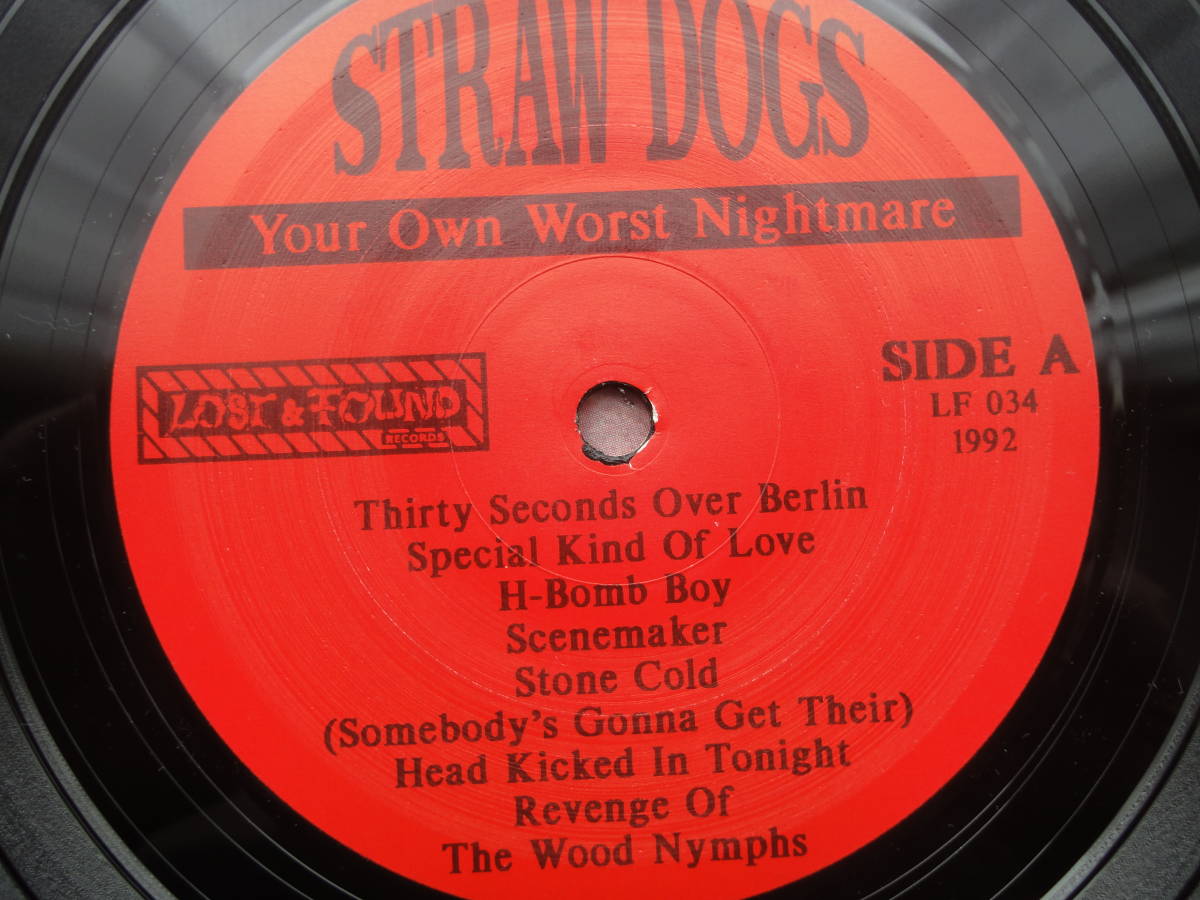 STRAW DOGS
Your Own Worst Nightmare
LOST & FOUND
RECORDS
SIDE A
LF 034
1992
Thirty Seconds Over Berlin
Special Kind Of Love
H-Bomb Boy
Scenemaker
Stone Cold
(Somebody's Gonna Get Their)
Head Kicked In Tonight
Revenge Of
The Wood Nymphs